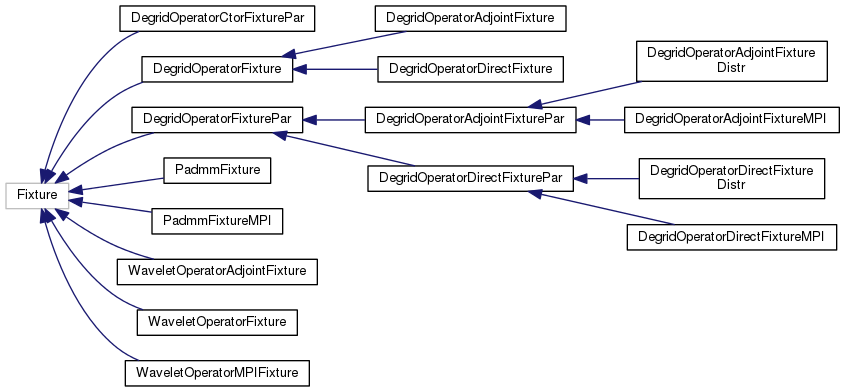 DegridOperatorCtorFixturePar
DegridOperatorAdjointFixture
DegridOperatorFixture
DegridOperatorDirectFixture
DegridOperatorAdjointFixture
Distr
DegridOperatorFixturePar
DegridOperatorAdjointFixturePar
DegridOperatorAdjointFixtureMPI
PadmmFixture
DegridOperatorDirectFixturePar
DegridOperatorDirectFixture
Distr
Fixture
PadmmFixtureMPI
DegridOperatorDirectFixtureMPI
WaveletOperatorAdjointFixture
WaveletOperatorFixture
WaveletOperatorMPIFixture